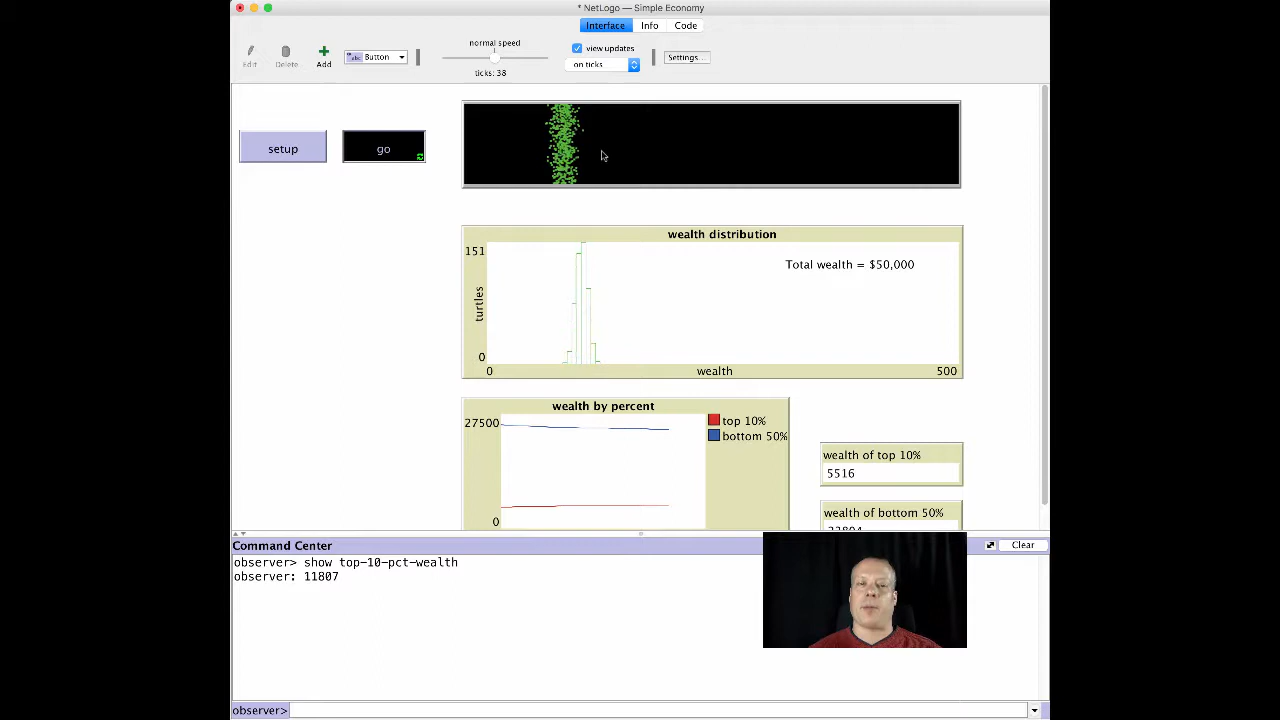 * NetLogo — Simple Economy
Interface Info Code
Edit Delete Add abc Button normal speed ticks: 38 view updates on ticks Settings...
setup go
wealth distribution
151
turtles
0
Total wealth = $50,000
0 wealth 500
wealth by percent
27500
0
top 10%
bottom 50%
wealth of top 10%
5516
wealth of bottom 50%
Command Center Clear
observer> show top-10-pct-wealth
observer: 11807
observer>